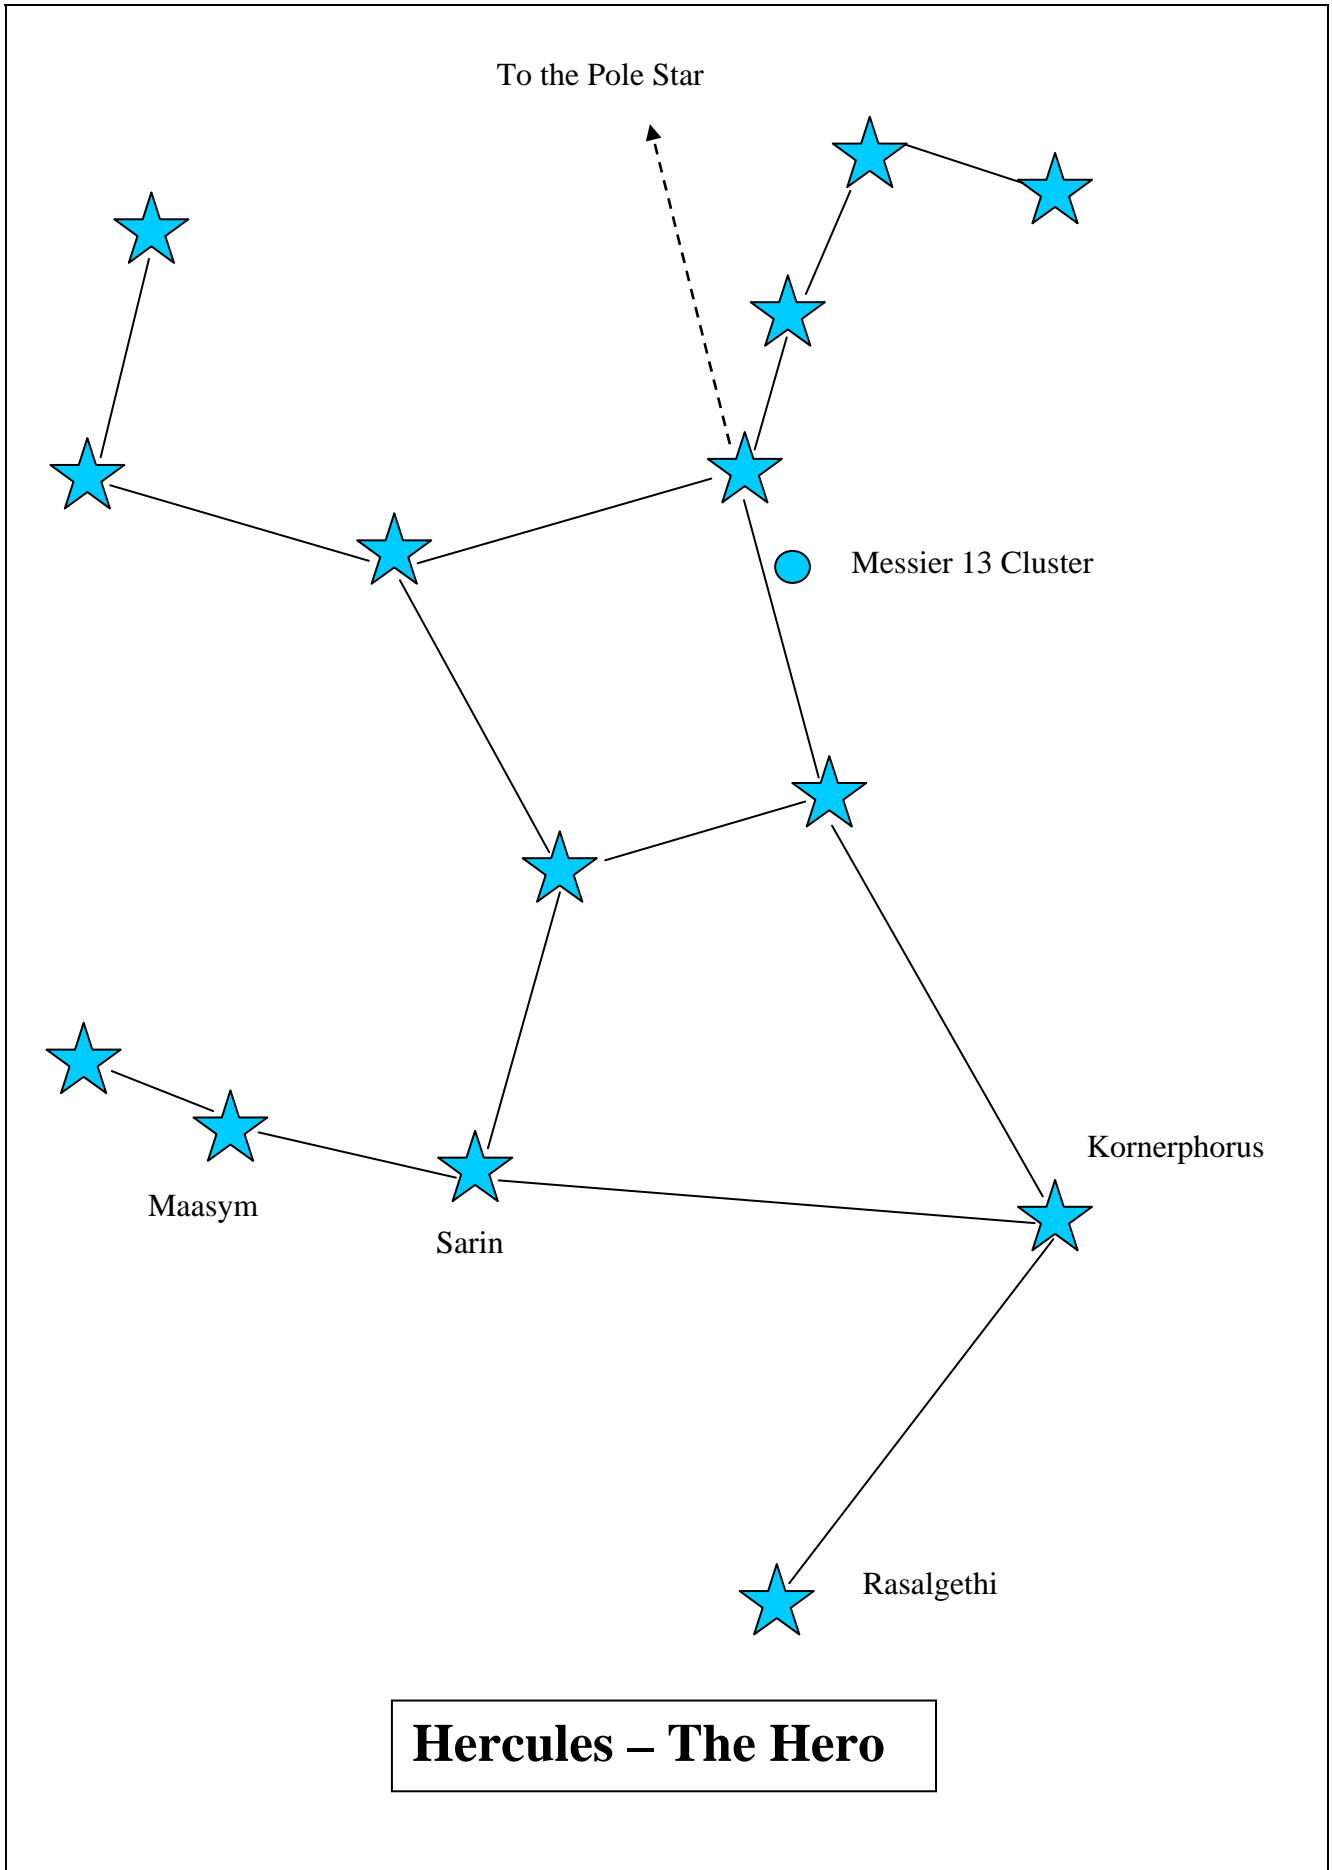 To the Pole Star
Messier 13 Cluster
Kornerphorus
Maasym
Sarin
Rasalgethi
Hercules – The Hero